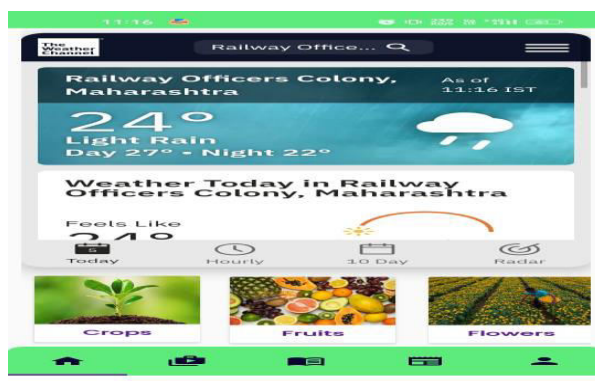 11:16
The
Weather
Channel
Railway Office...
Railway Officers Colony,
Maharashtra
As of
11:16 IST
24°
Light Rain
Day 27° • Night 22°
Weather Today in Railway
Officers Colony, Maharashtra
Feels Like
24°
Today
Hourly
10 Day
Radar
Crops
Fruits
Flowers